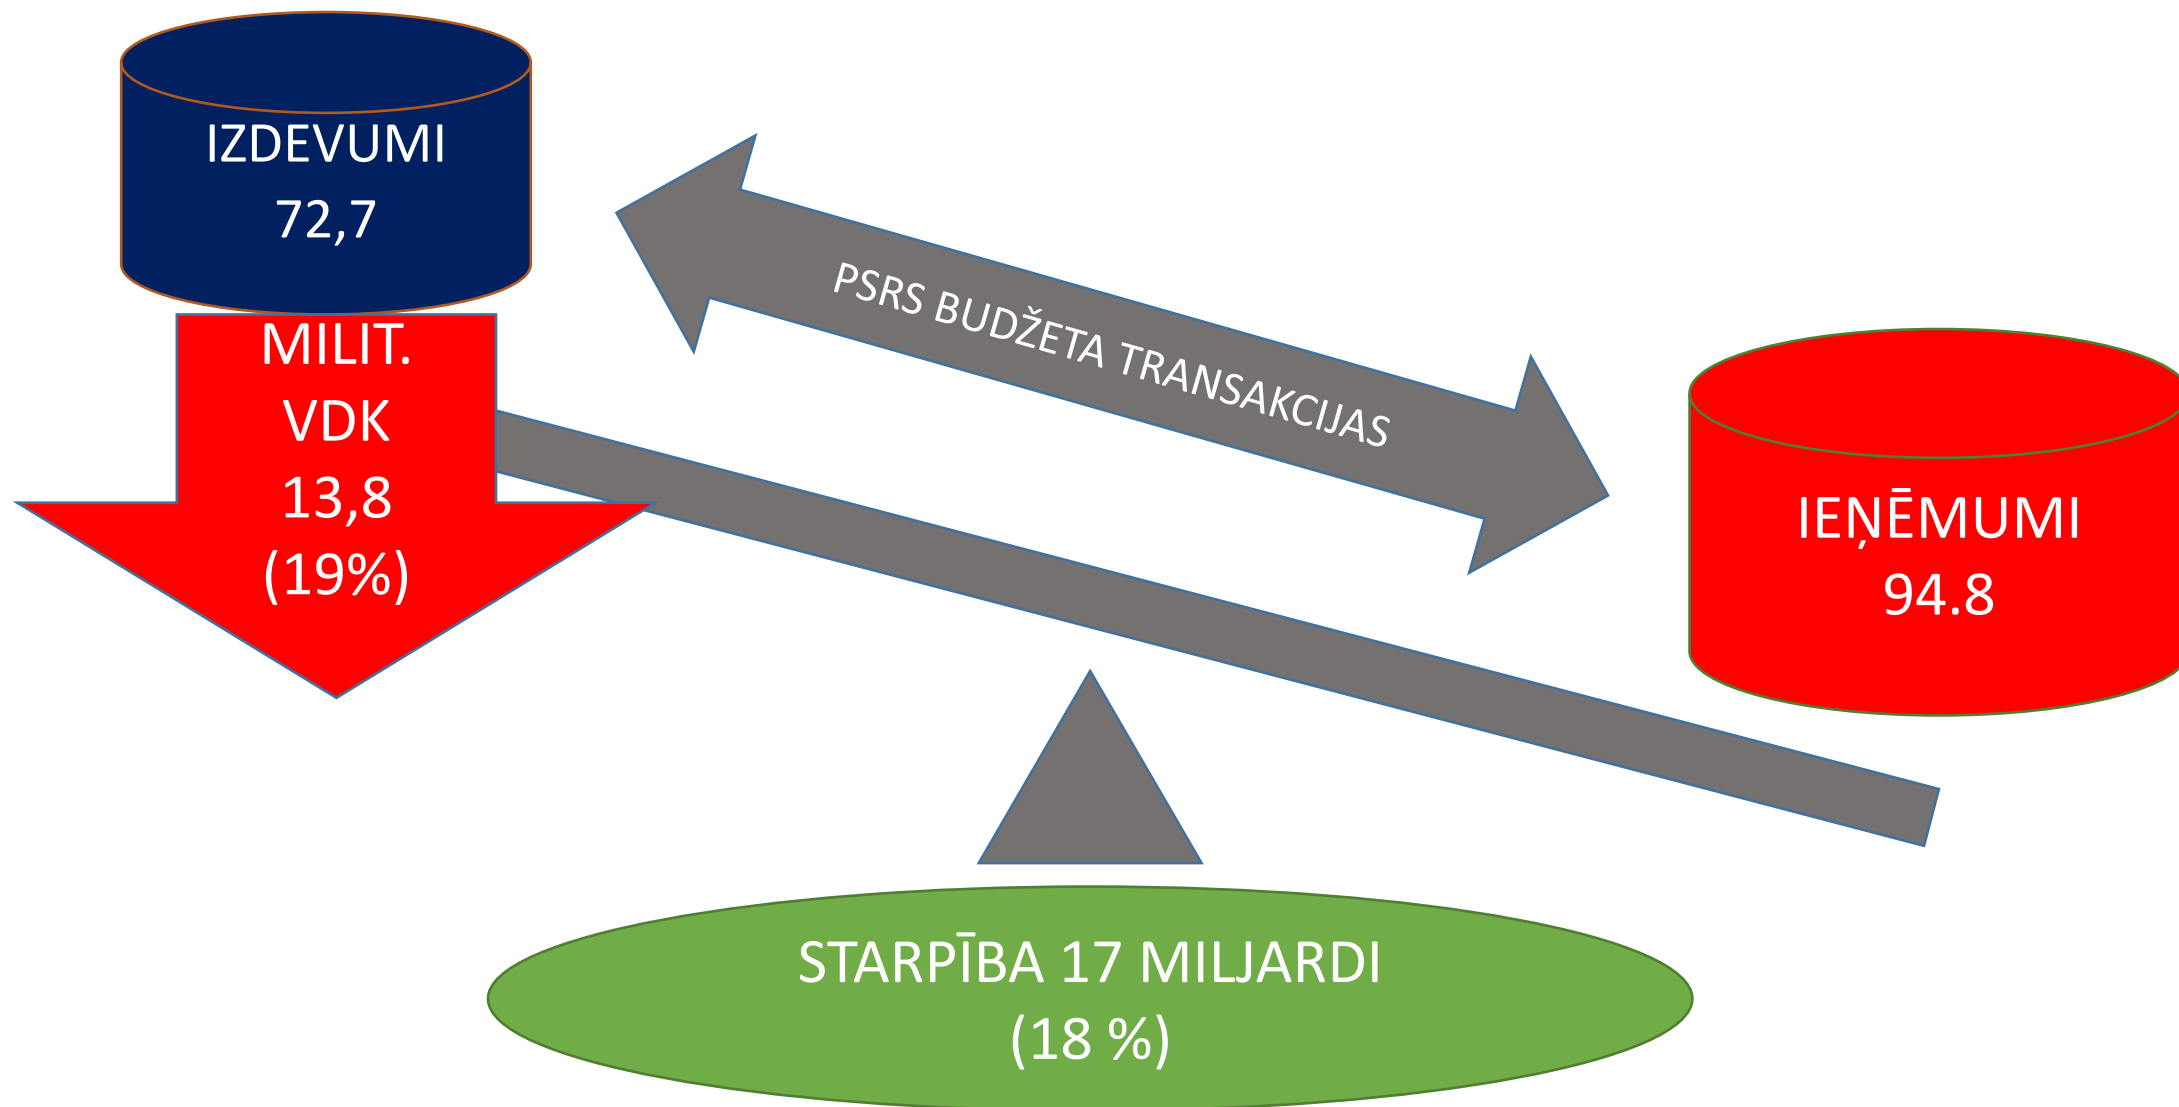 IZDEVUMI
72,7
MILIT.
VDK
13,8
(19%)
PSRS BUDŽETA TRANSAKCIJAS
IEŅĒMUMI
94.8
STARPĪBA 17 MILJARDI
(18 %)